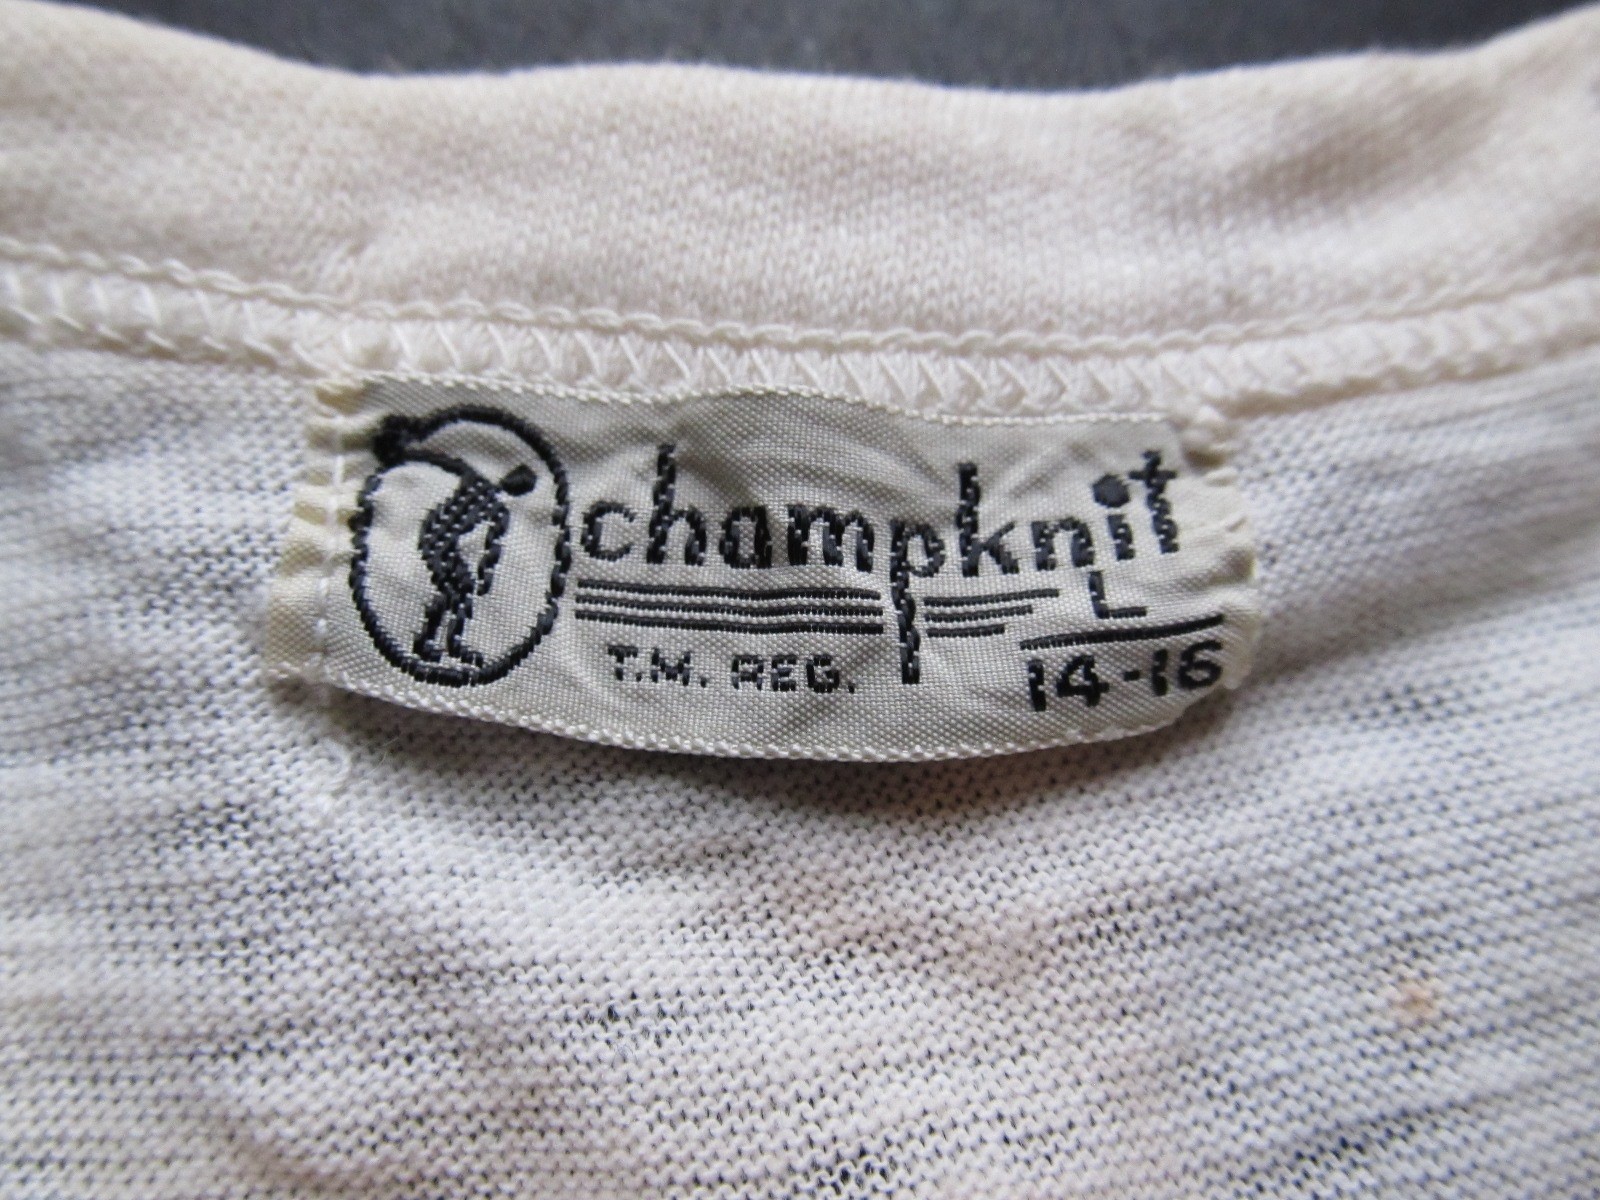 champknit
T.M. REG.
L
14-16